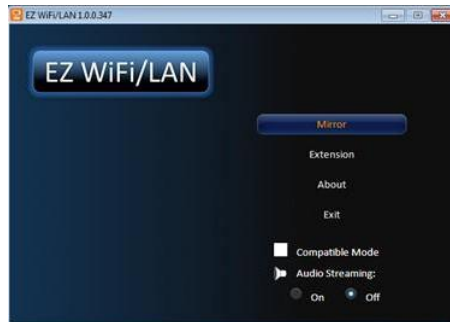 EZ WiFi/LAN 1.0.0.347
EZ WiFi/LAN
Mirror
Extension
About
Exit
Compatible Mode
Audio Streaming:
On Off